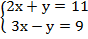 2x + y = 11
3x − y = 9